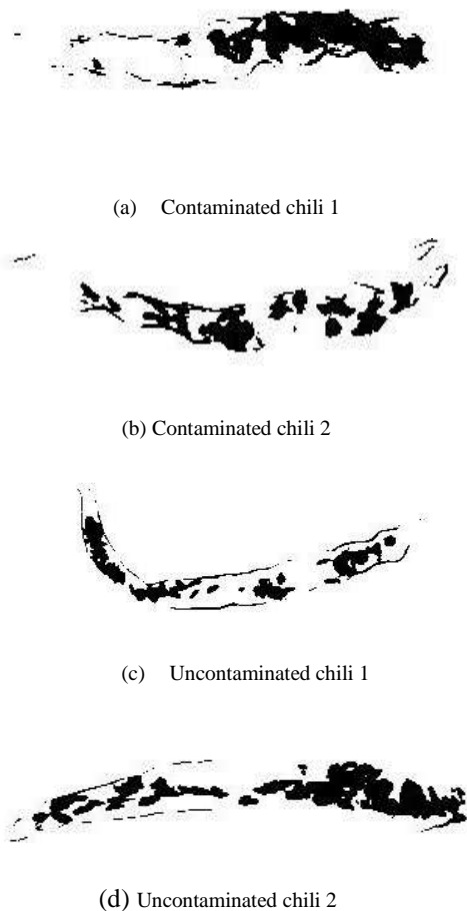 (a) Contaminated chili 1
(b) Contaminated chili 2
(c) Uncontaminated chili 1
(d) Uncontaminated chili 2